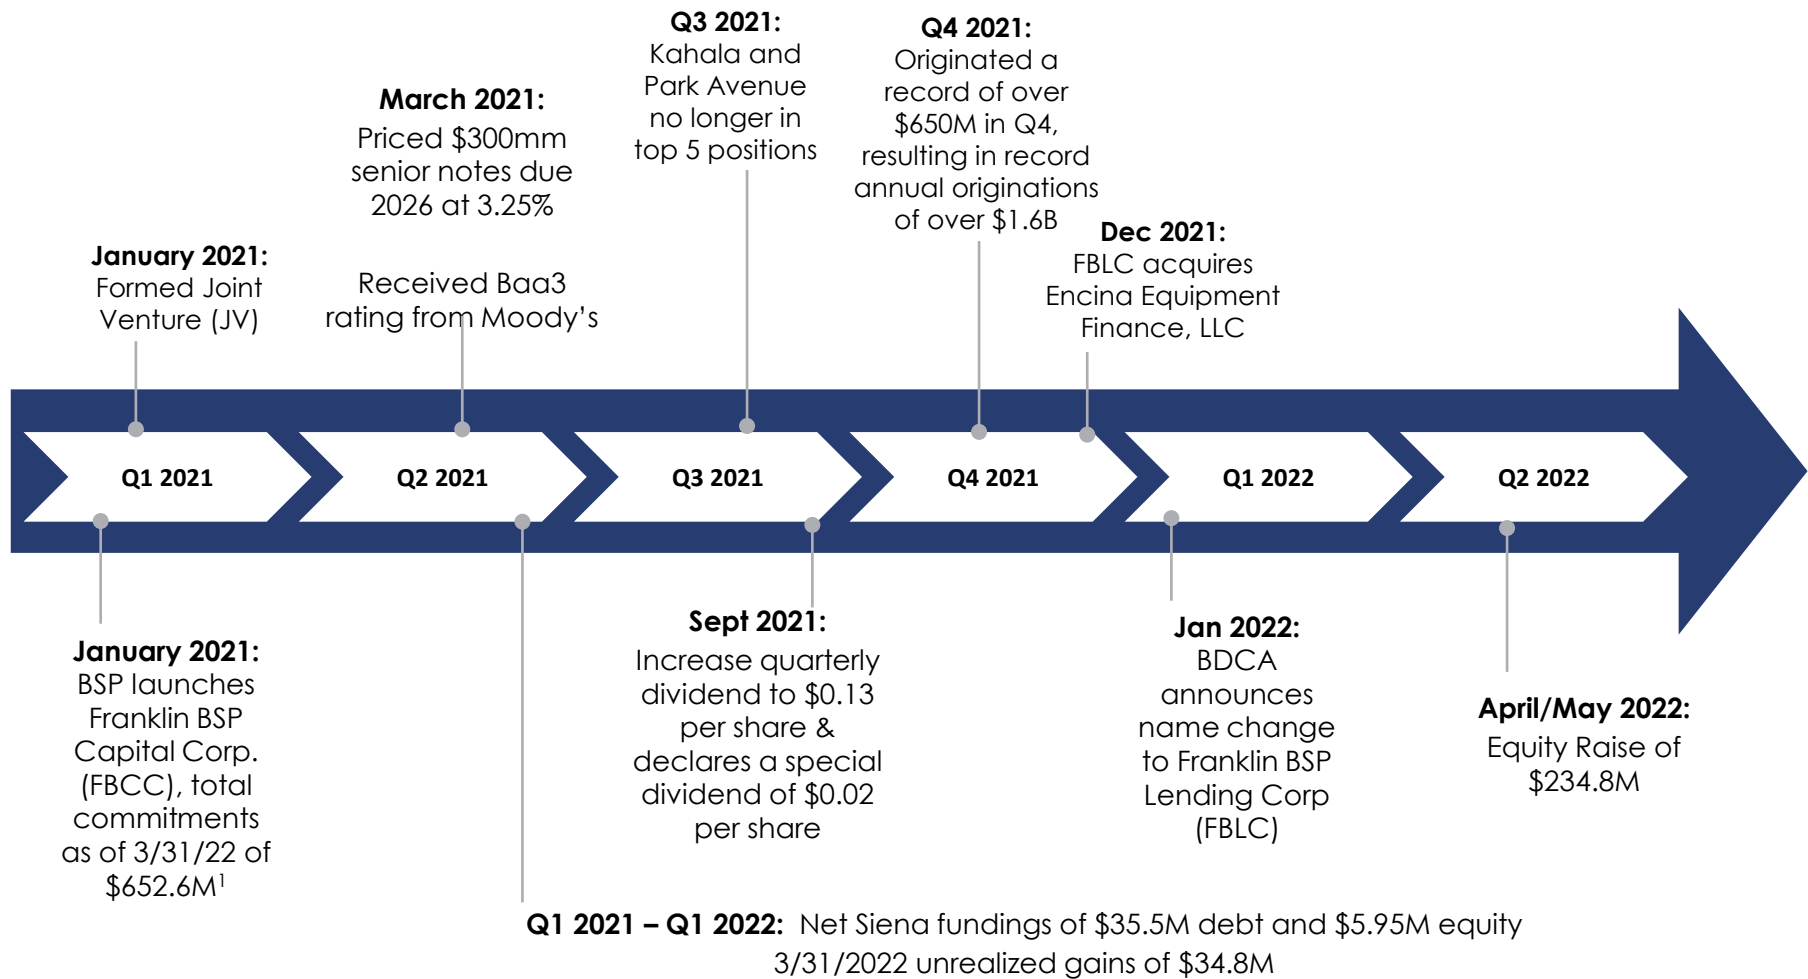 January 2021:
Formed Joint
Venture (JV)
March 2021:
Priced $300mm
senior notes due
2026 at 3.25%
Received Baa3
rating from Moody’s
Q3 2021:
Kahala and
Park Avenue
no longer in
top 5 positions
Q4 2021:
Originated a
record of over
$650M in Q4,
resulting in record
annual originations
of over $1.6B
Dec 2021:
FBLC acquires
Encina Equipment
Finance, LLC
Q1 2021
Q2 2021
Q3 2021
Q4 2021
Q1 2022
Q2 2022
January 2021:
BSP launches
Franklin BSP
Capital Corp.
(FBCC), total
commitments
as of 3/31/22 of
$652.6M¹
Sept 2021:
Increase quarterly
dividend to $0.13
per share &
declares a special
dividend of $0.02
per share
Jan 2022:
BDCA
announces
name change
to Franklin BSP
Lending Corp
(FBLC)
April/May 2022:
Equity Raise of
$234.8M
Q1 2021 – Q1 2022: Net Siena fundings of $35.5M debt and $5.95M equity
3/31/2022 unrealized gains of $34.8M